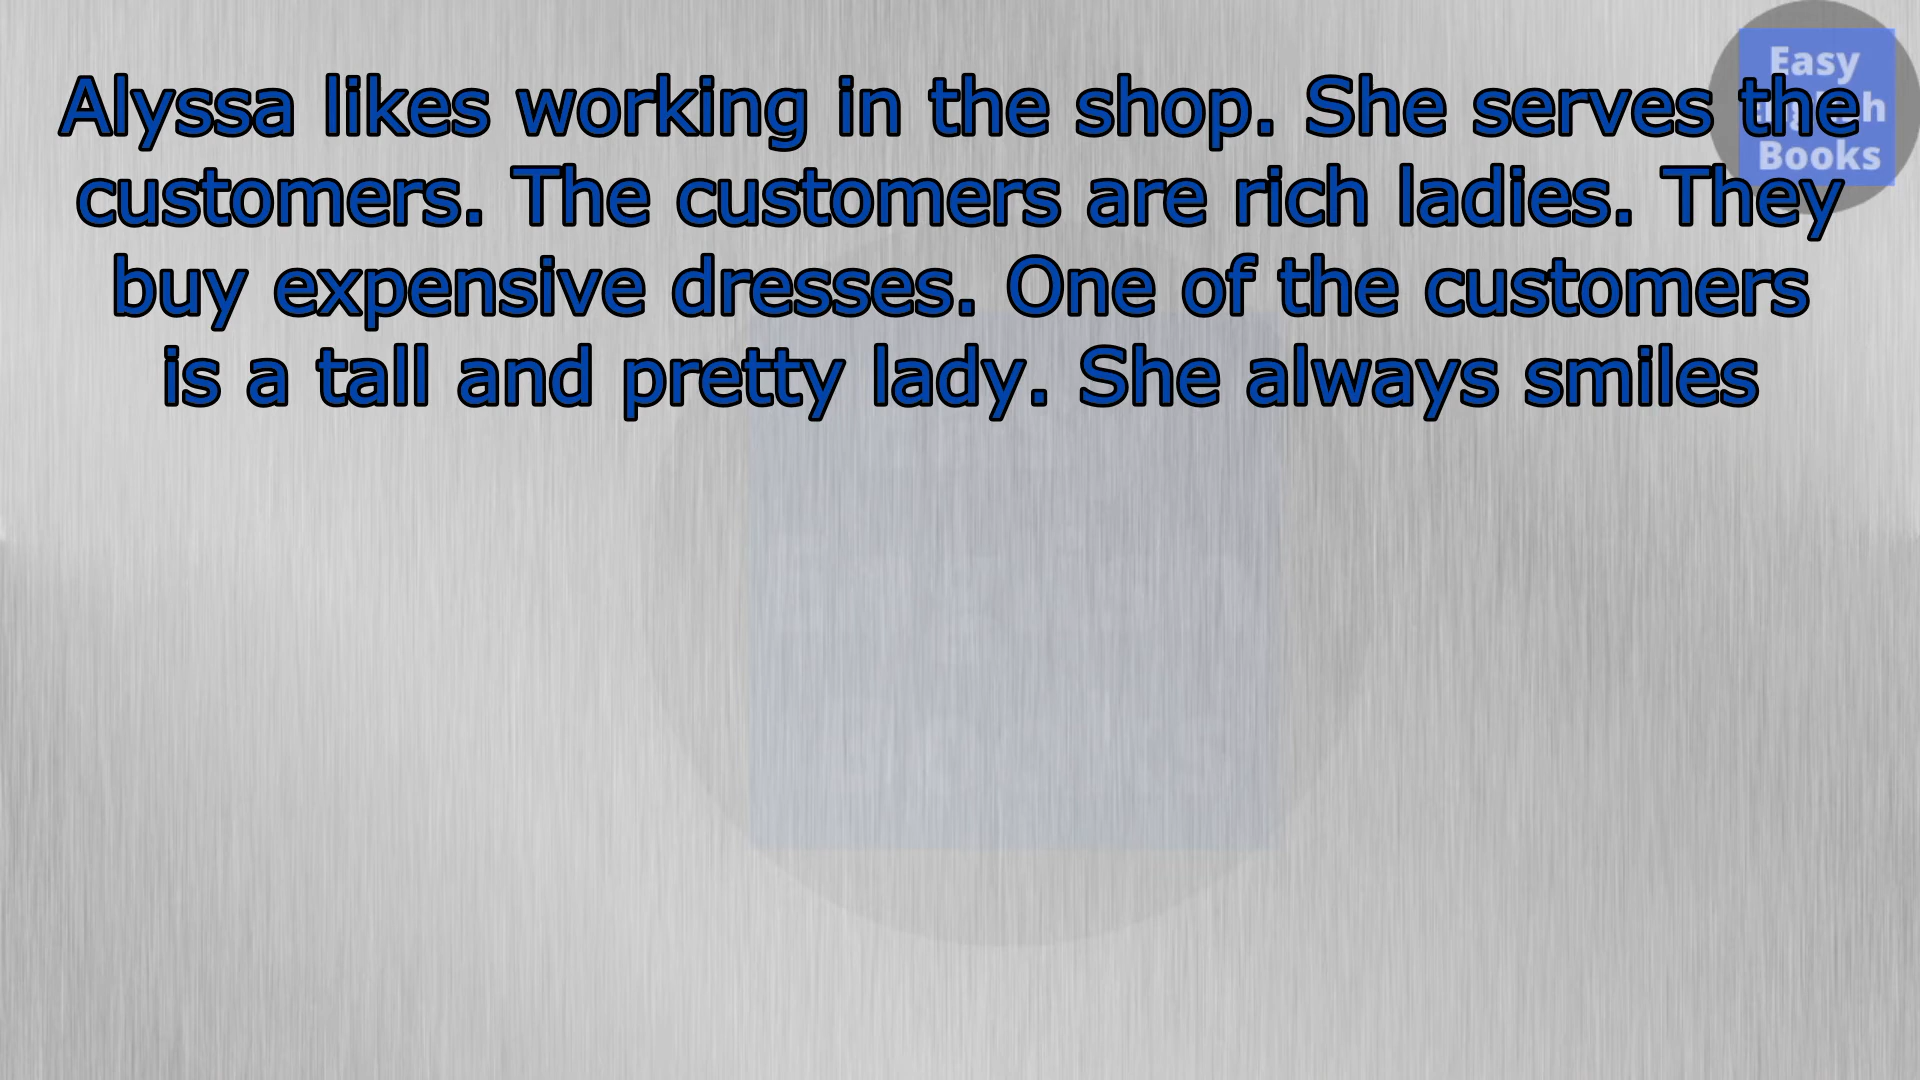 Alyssa likes working in the shop. She serves the
customers. The customers are rich ladies. They
buy expensive dresses. One of the customers
is a tall and pretty lady. She always smiles
Easy
Books